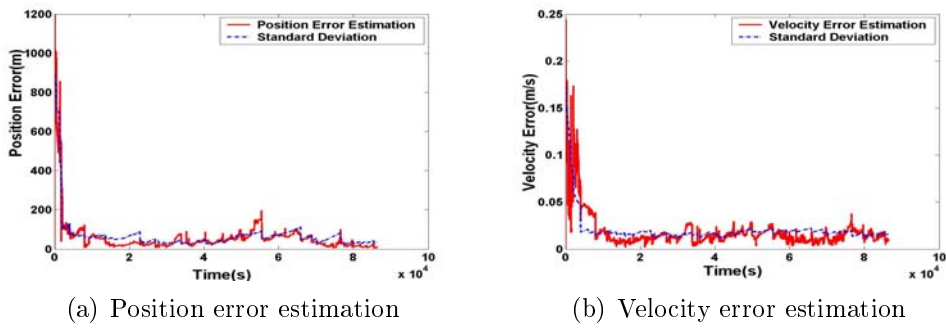 Position Error Estimation
Standard Deviation
1200
1000
800
600
400
200
0
Position Error(m)
0 2 4 6 8 10
Time(s)
x 10^4
(a) Position error estimation
Velocity Error Estimation
Standard Deviation
0.25
0.2
0.15
0.1
0.05
0
Velocity Error(m/s)
0 2 4 6 8 10
Time(s)
x 10^4
(b) Velocity error estimation